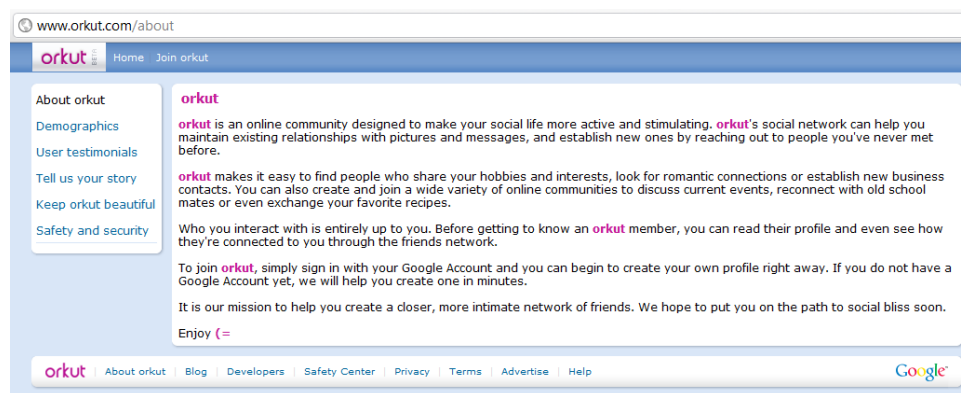 www.orkut.com/about
orkut BETA Home Join orkut
About orkut
Demographics
User testimonials
Tell us your story
Keep orkut beautiful
Safety and security
orkut
orkut is an online community designed to make your social life more active and stimulating. orkut's social network can help you
maintain existing relationships with pictures and messages, and establish new ones by reaching out to people you've never met
before.
orkut makes it easy to find people who share your hobbies and interests, look for romantic connections or establish new business
contacts. You can also create and join a wide variety of online communities to discuss current events, reconnect with old school
mates or even exchange your favorite recipes.
Who you interact with is entirely up to you. Before getting to know an orkut member, you can read their profile and even see how
they're connected to you through the friends network.
To join orkut, simply sign in with your Google Account and you can begin to create your own profile right away. If you do not have a
Google Account yet, we will help you create one in minutes.
It is our mission to help you create a closer, more intimate network of friends. We hope to put you on the path to social bliss soon.
Enjoy (=
orkut About orkut Blog Developers Safety Center Privacy Terms Advertise Help Google